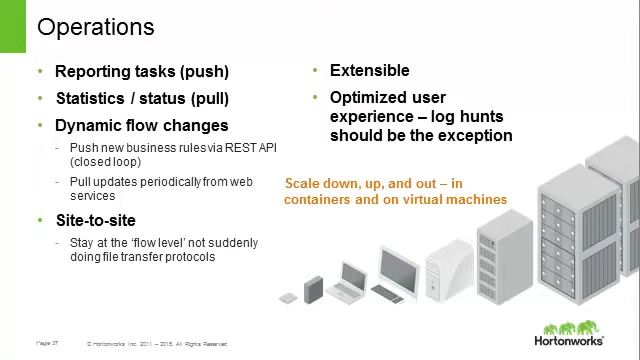 Operations
• Reporting tasks (push)
• Statistics / status (pull)
• Dynamic flow changes
- Push new business rules via REST API
(closed loop)
- Pull updates periodically from web
services
• Site-to-site
- Stay at the ‘flow level’ not suddenly
doing file transfer protocols
• Extensible
• Optimized user
experience – log hunts
should be the exception
Scale down, up, and out – in
containers and on virtual machines
Page 37
© Hortonworks Inc. 2011 – 2015. All Rights Reserved
Hortonworks